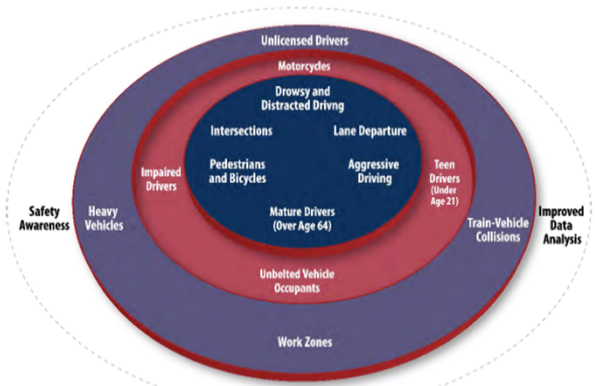 Unlicensed Drivers
Motorcycles
Drowsy and
Distracted Drivng
Intersections
Lane Departure
Pedestrians
and Bicycles
Aggressive
Driving
Impaired
Drivers
Teen
Drivers
(Under
Age 21)
Mature Drivers
(Over Age 64)
Safety
Awareness
Heavy
Vehicles
Train-Vehicle
Collisions
Improved
Data
Analysis
Unbelted Vehicle
Occupants
Work Zones